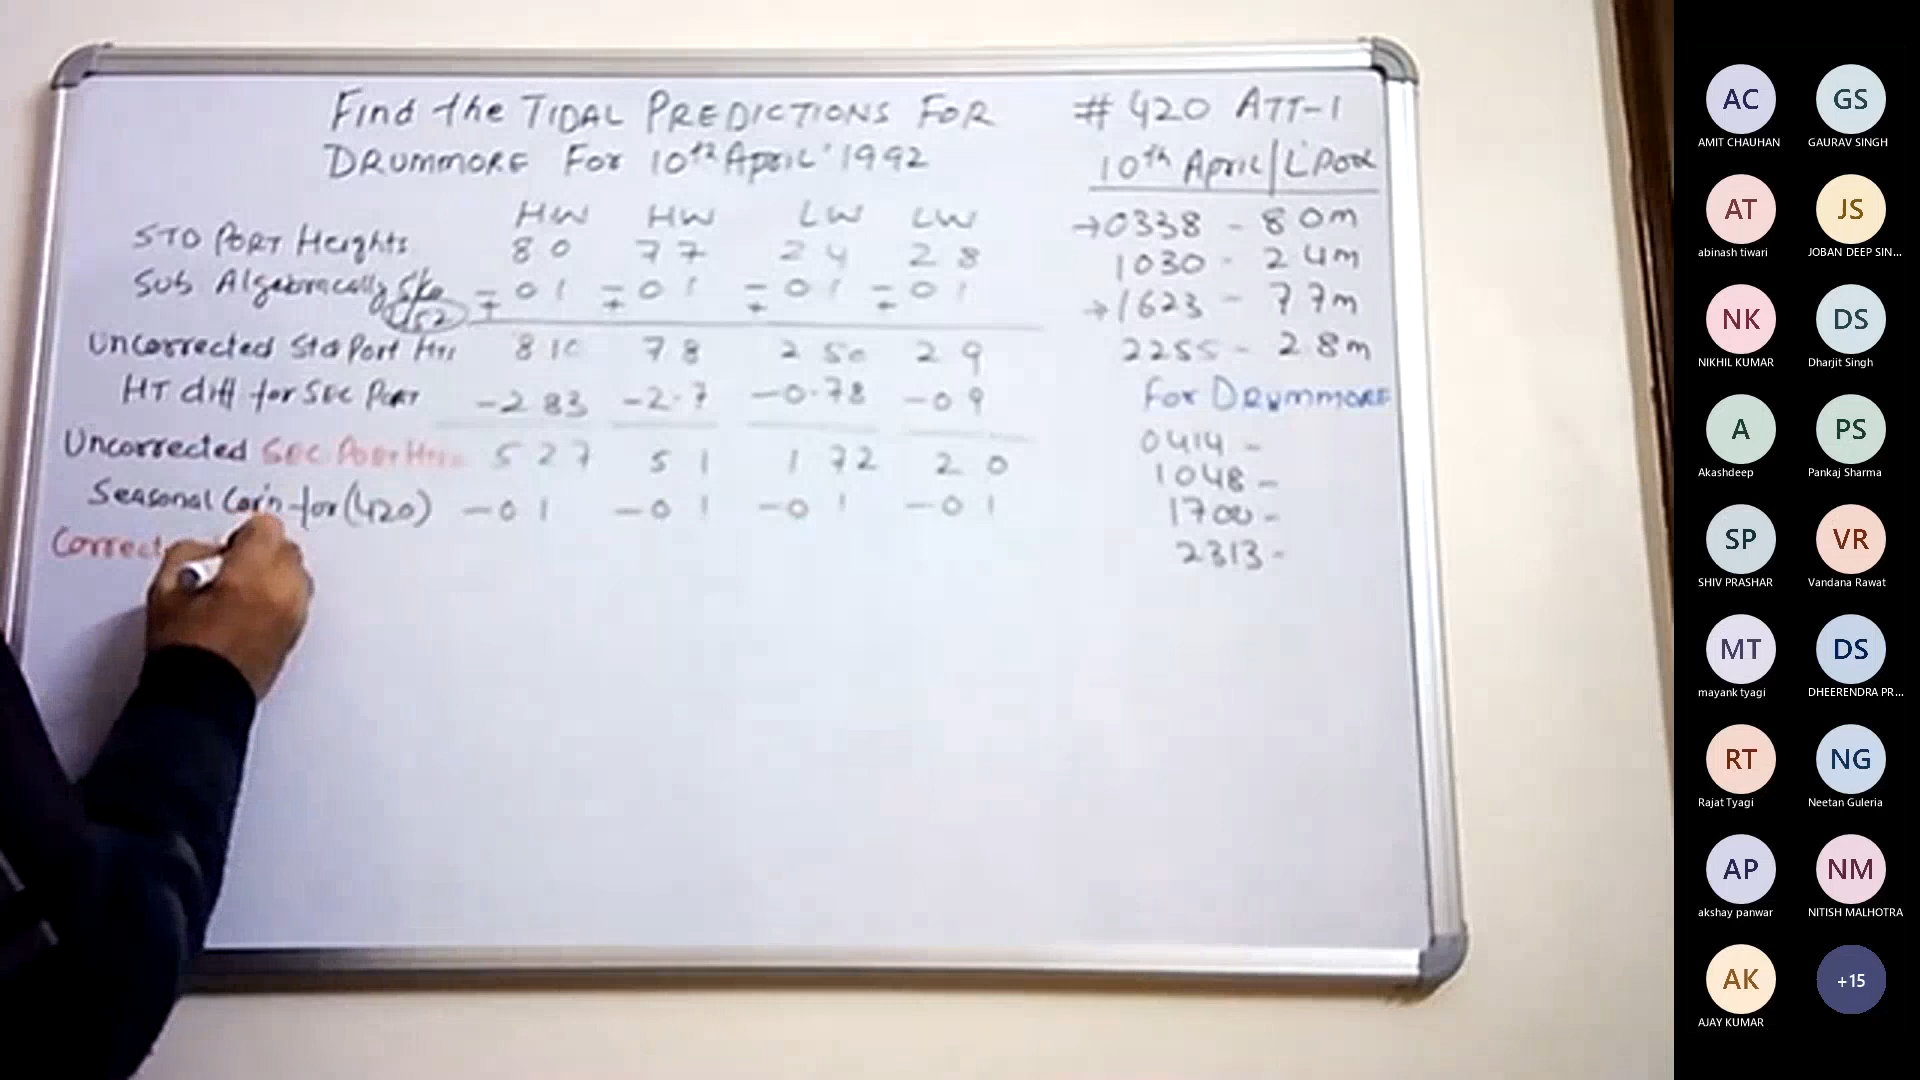 Find the TIDAL PREDICTIONS FOR
DRUMMORE For 10th April' 1992
# 420 ATT-1
10th April/L'Pool
HW HW LW LW
STD PORT Heights 8 0 7 7 2 4 2 8
Sub Algebraically S/c - 0 1 - 0 1 - 0 1 - 0 1
+ + + +
Uncorrected Std Port Hts 8 10 7 8 2 50 2 9
HT diff for SEC PORT -2 83 -2.7 -0.78 -0 9
Uncorrected SEC Port Hts 5 27 5 1 1 72 2 0
Seasonal Corn for (420) -0 1 -0 1 -0 1 -0 1
Correct
→0338 - 8 0m
1030 - 2 4m
→1623 - 7 7m
2255 - 2 8m
For DRUMMORE
0414 -
1048 -
1700 -
2313 -
AC GS
AMIT CHAUHAN GAURAV SINGH
AT JS
abinash tiwari JOBAN DEEP SIN...
NK DS
NIKHIL KUMAR Dharjit Singh
A PS
Akashdeep Pankaj Sharma
SP VR
SHIV PRASHAR Vandana Rawat
MT DS
mayank tyagi DHEERENDRA PR...
RT NG
Rajat Tyagi Neetan Guleria
AP NM
akshay panwar NITISH MALHOTRA
AK +15
AJAY KUMAR